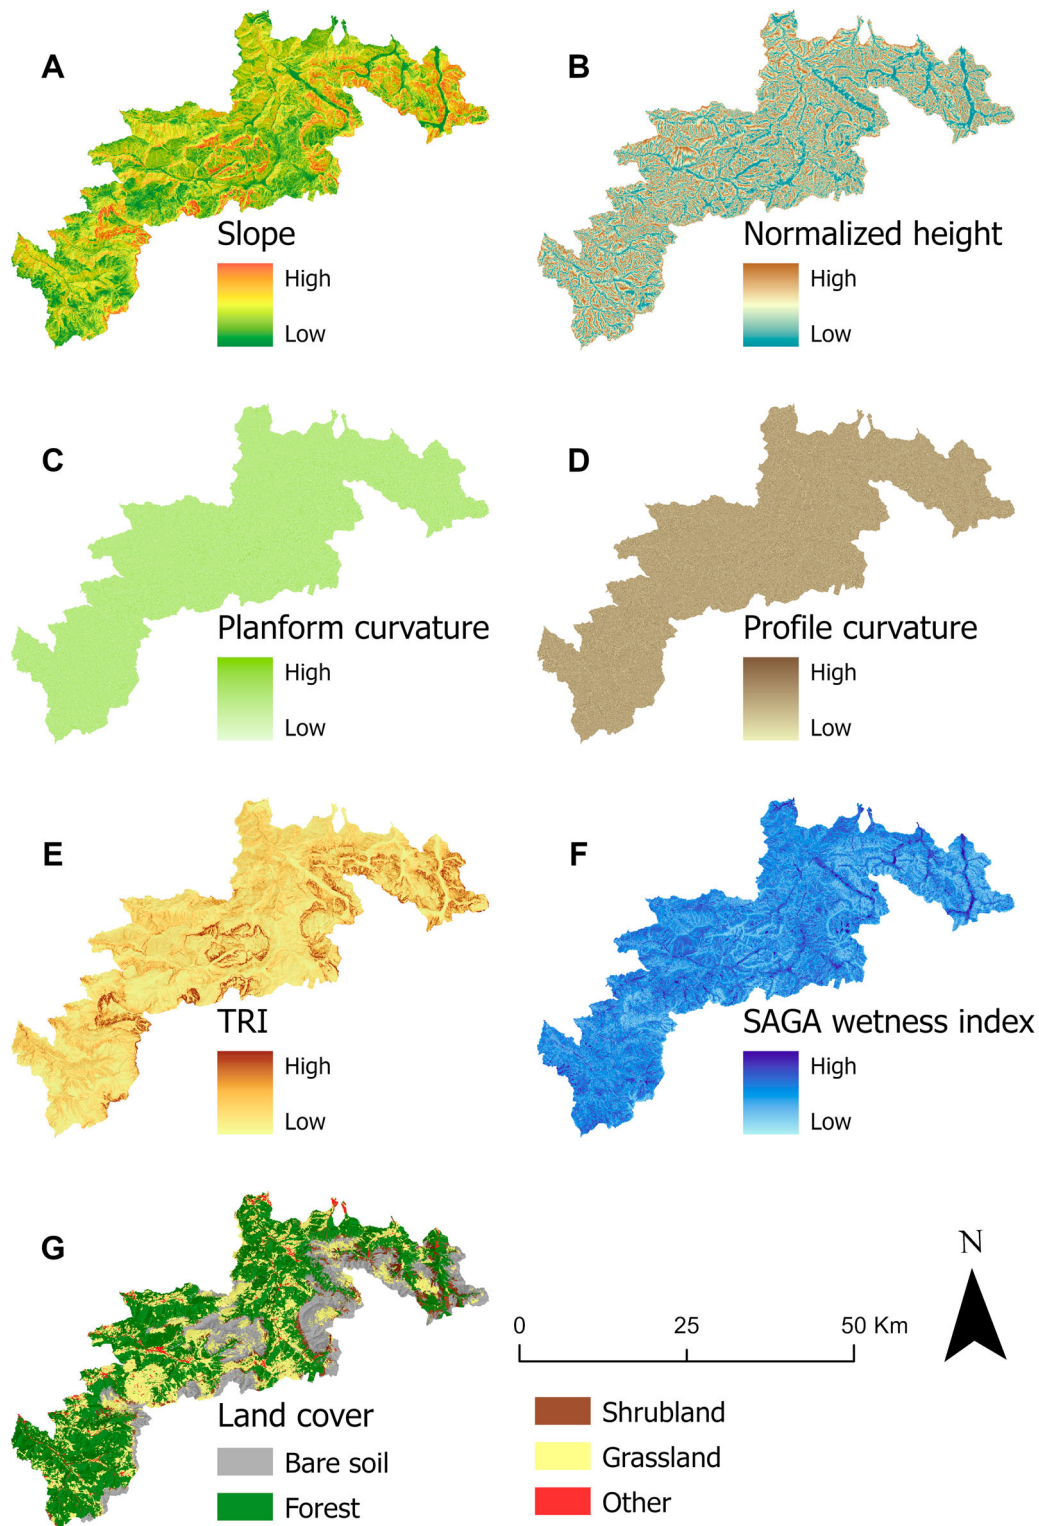 A
Slope
High
Low
B
Normalized height
High
Low
C
Planform curvature
High
Low
D
Profile curvature
High
Low
E
TRI
High
Low
F
SAGA wetness index
High
Low
G
Land cover
Bare soil
Forest
Shrubland
Grassland
Other
0 25 50 Km
N